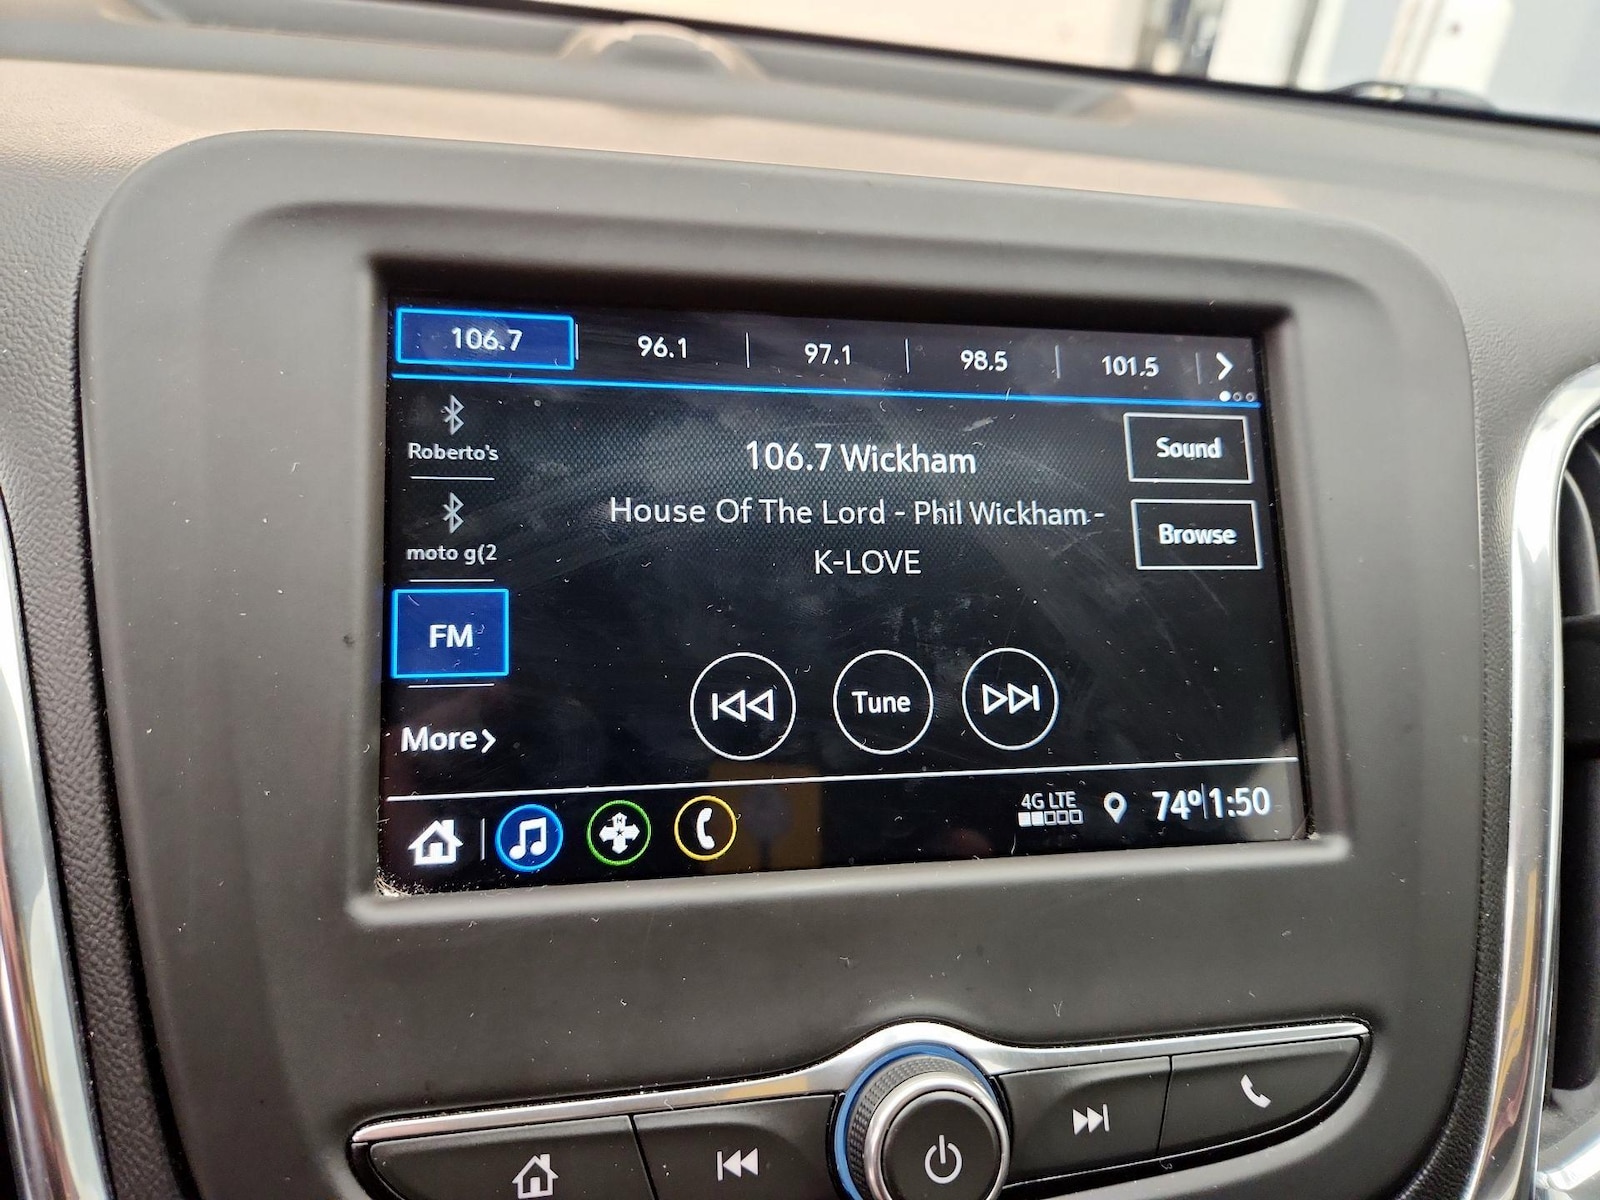 106.7 96.1 97.1 98.5 101.5
Roberto's
moto g(2
FM
More
106.7 Wickham
House Of The Lord - Phil Wickham -
K-LOVE
Sound
Browse
Tune
4G LTE
74° 1:50